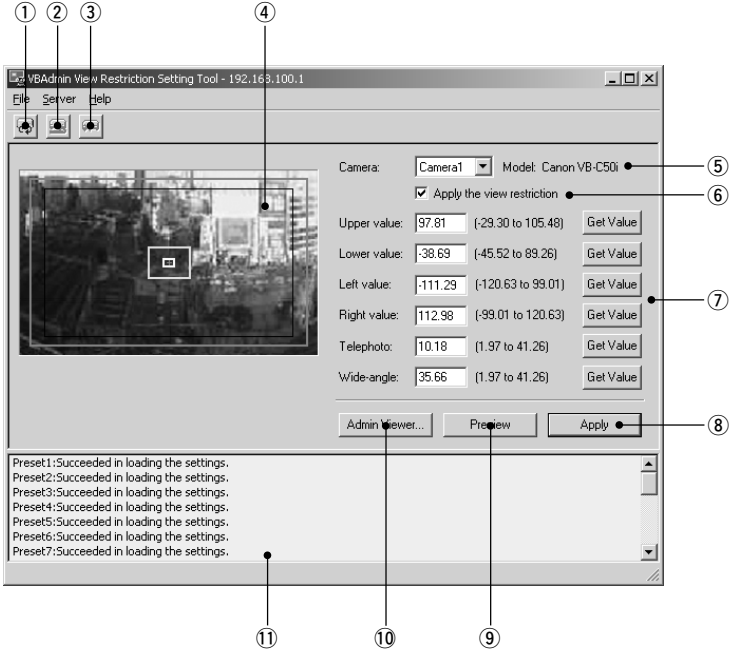 ① ② ③ ④
VBAdmin View Restriction Setting Tool - 192.168.100.1
File Server Help
Camera: Camera1 Model: Canon VB-C50i ⑤
Apply the view restriction ⑥
Upper value: 97.81 (-29.30 to 105.48) Get Value
Lower value: -38.69 (-45.52 to 89.26) Get Value
Left value: -111.29 (-120.63 to 99.01) Get Value
⑦
Right value: 112.98 (-99.01 to 120.63) Get Value
Telephoto: 10.18 (1.97 to 41.26) Get Value
Wide-angle: 35.66 (1.97 to 41.26) Get Value
Admin Viewer... Preview Apply ⑧
Preset1:Succeeded in loading the settings.
Preset2:Succeeded in loading the settings.
Preset3:Succeeded in loading the settings.
Preset4:Succeeded in loading the settings.
Preset5:Succeeded in loading the settings.
Preset6:Succeeded in loading the settings.
Preset7:Succeeded in loading the settings.
⑪ ⑩ ⑨